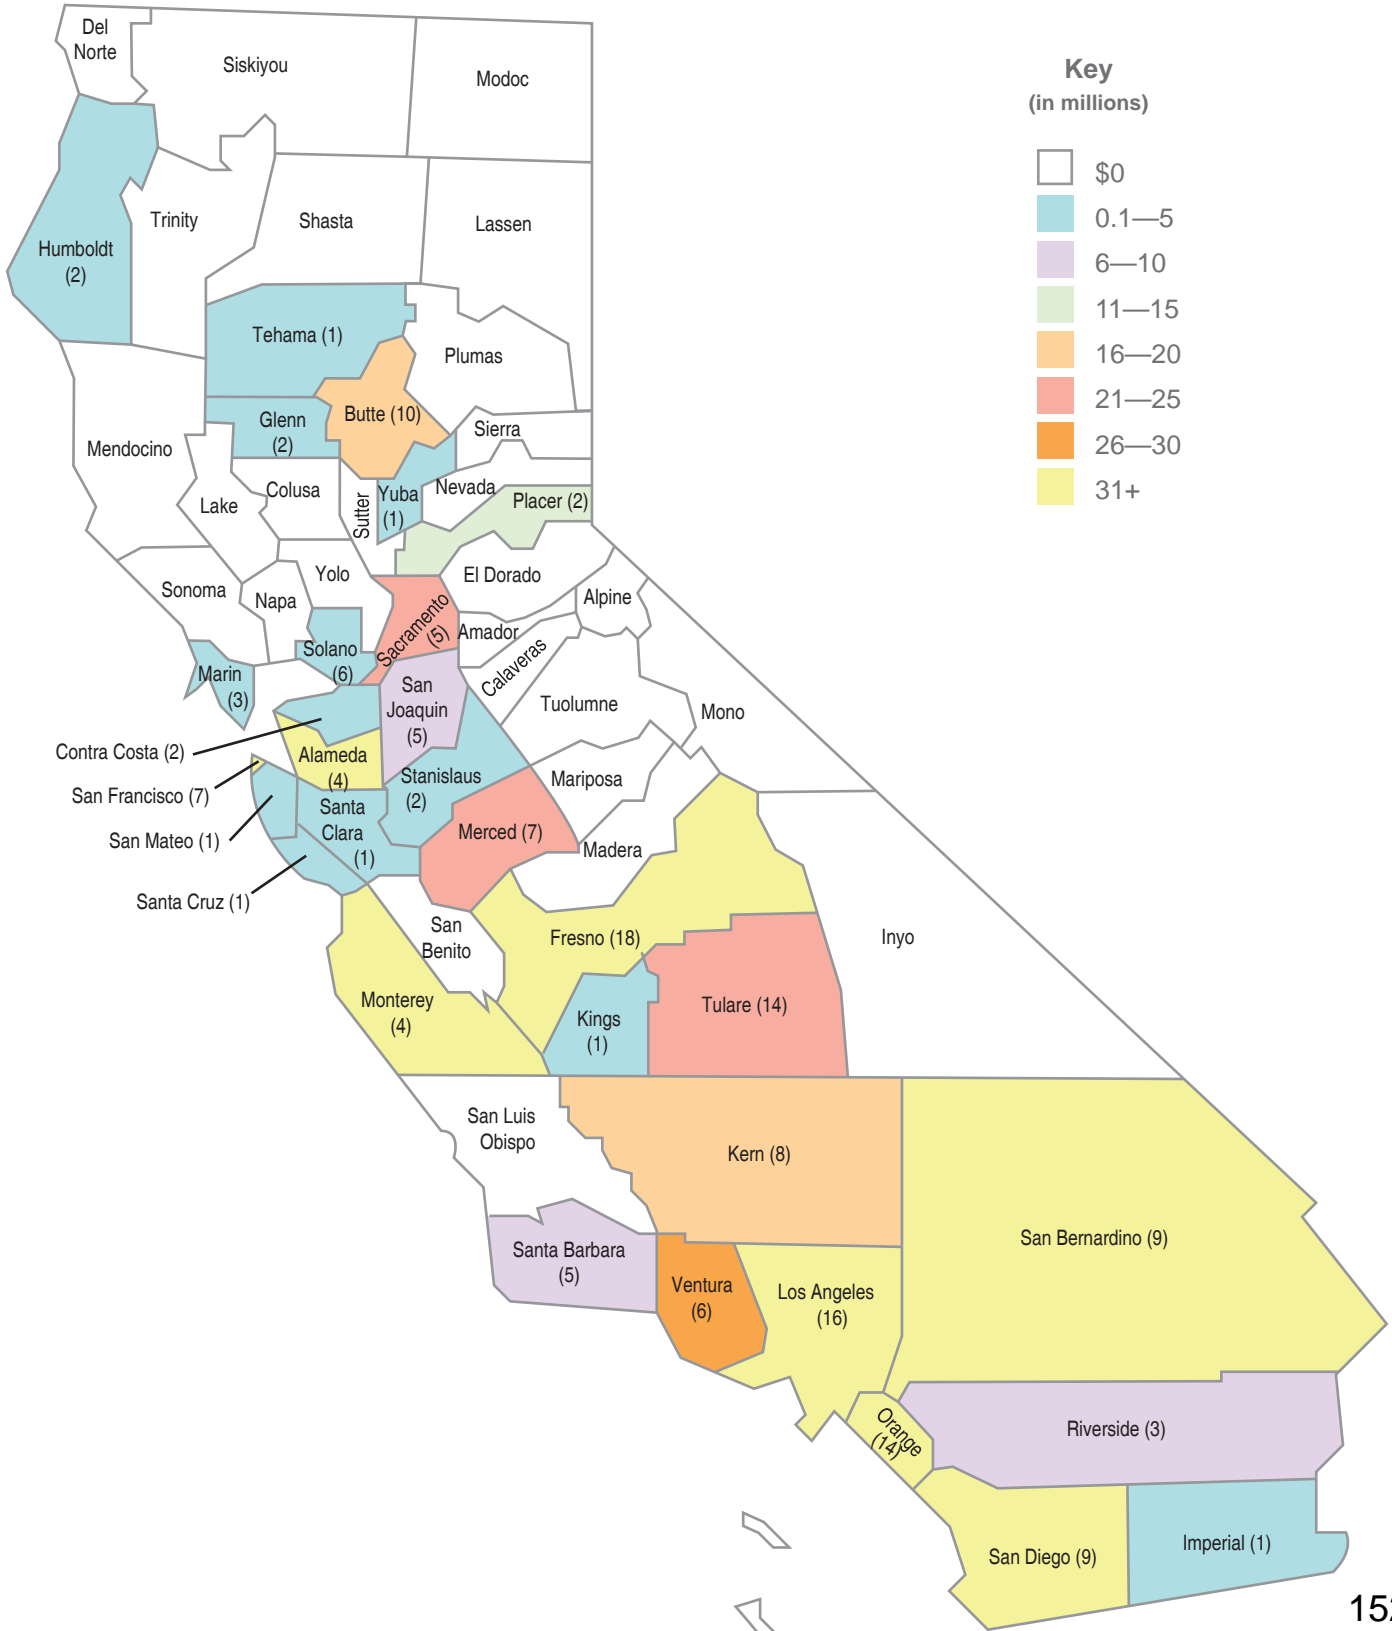 Del
Norte
Siskiyou
Modoc
Key
(in millions)
$0
0.1—5
6—10
11—15
16—20
21—25
26—30
31+
Trinity
Shasta
Lassen
Humboldt
(2)
Tehama (1)
Plumas
Butte (10)
Glenn
(2)
Sierra
Mendocino
Colusa
Nevada
Yuba
(1)
Placer (2)
Lake
Sutter
Yolo
El Dorado
Sonoma
Napa
Alpine
Sacramento
(5)
Amador
Solano
(6)
Calaveras
Marin
(3)
San
Joaquin
(5)
Tuolumne
Mono
Contra Costa (2)
Alameda
(4)
Stanislaus
(2)
Mariposa
San Francisco (7)
Santa
Clara
(1)
Merced (7)
San Mateo (1)
Madera
Santa Cruz (1)
San
Benito
Fresno (18)
Inyo
Monterey
(4)
Kings
(1)
Tulare (14)
San Luis
Obispo
Kern (8)
San Bernardino (9)
Santa Barbara
(5)
Ventura
(6)
Los Angeles
(16)
Orange
(14)
Riverside (3)
San Diego (9)
Imperial (1)